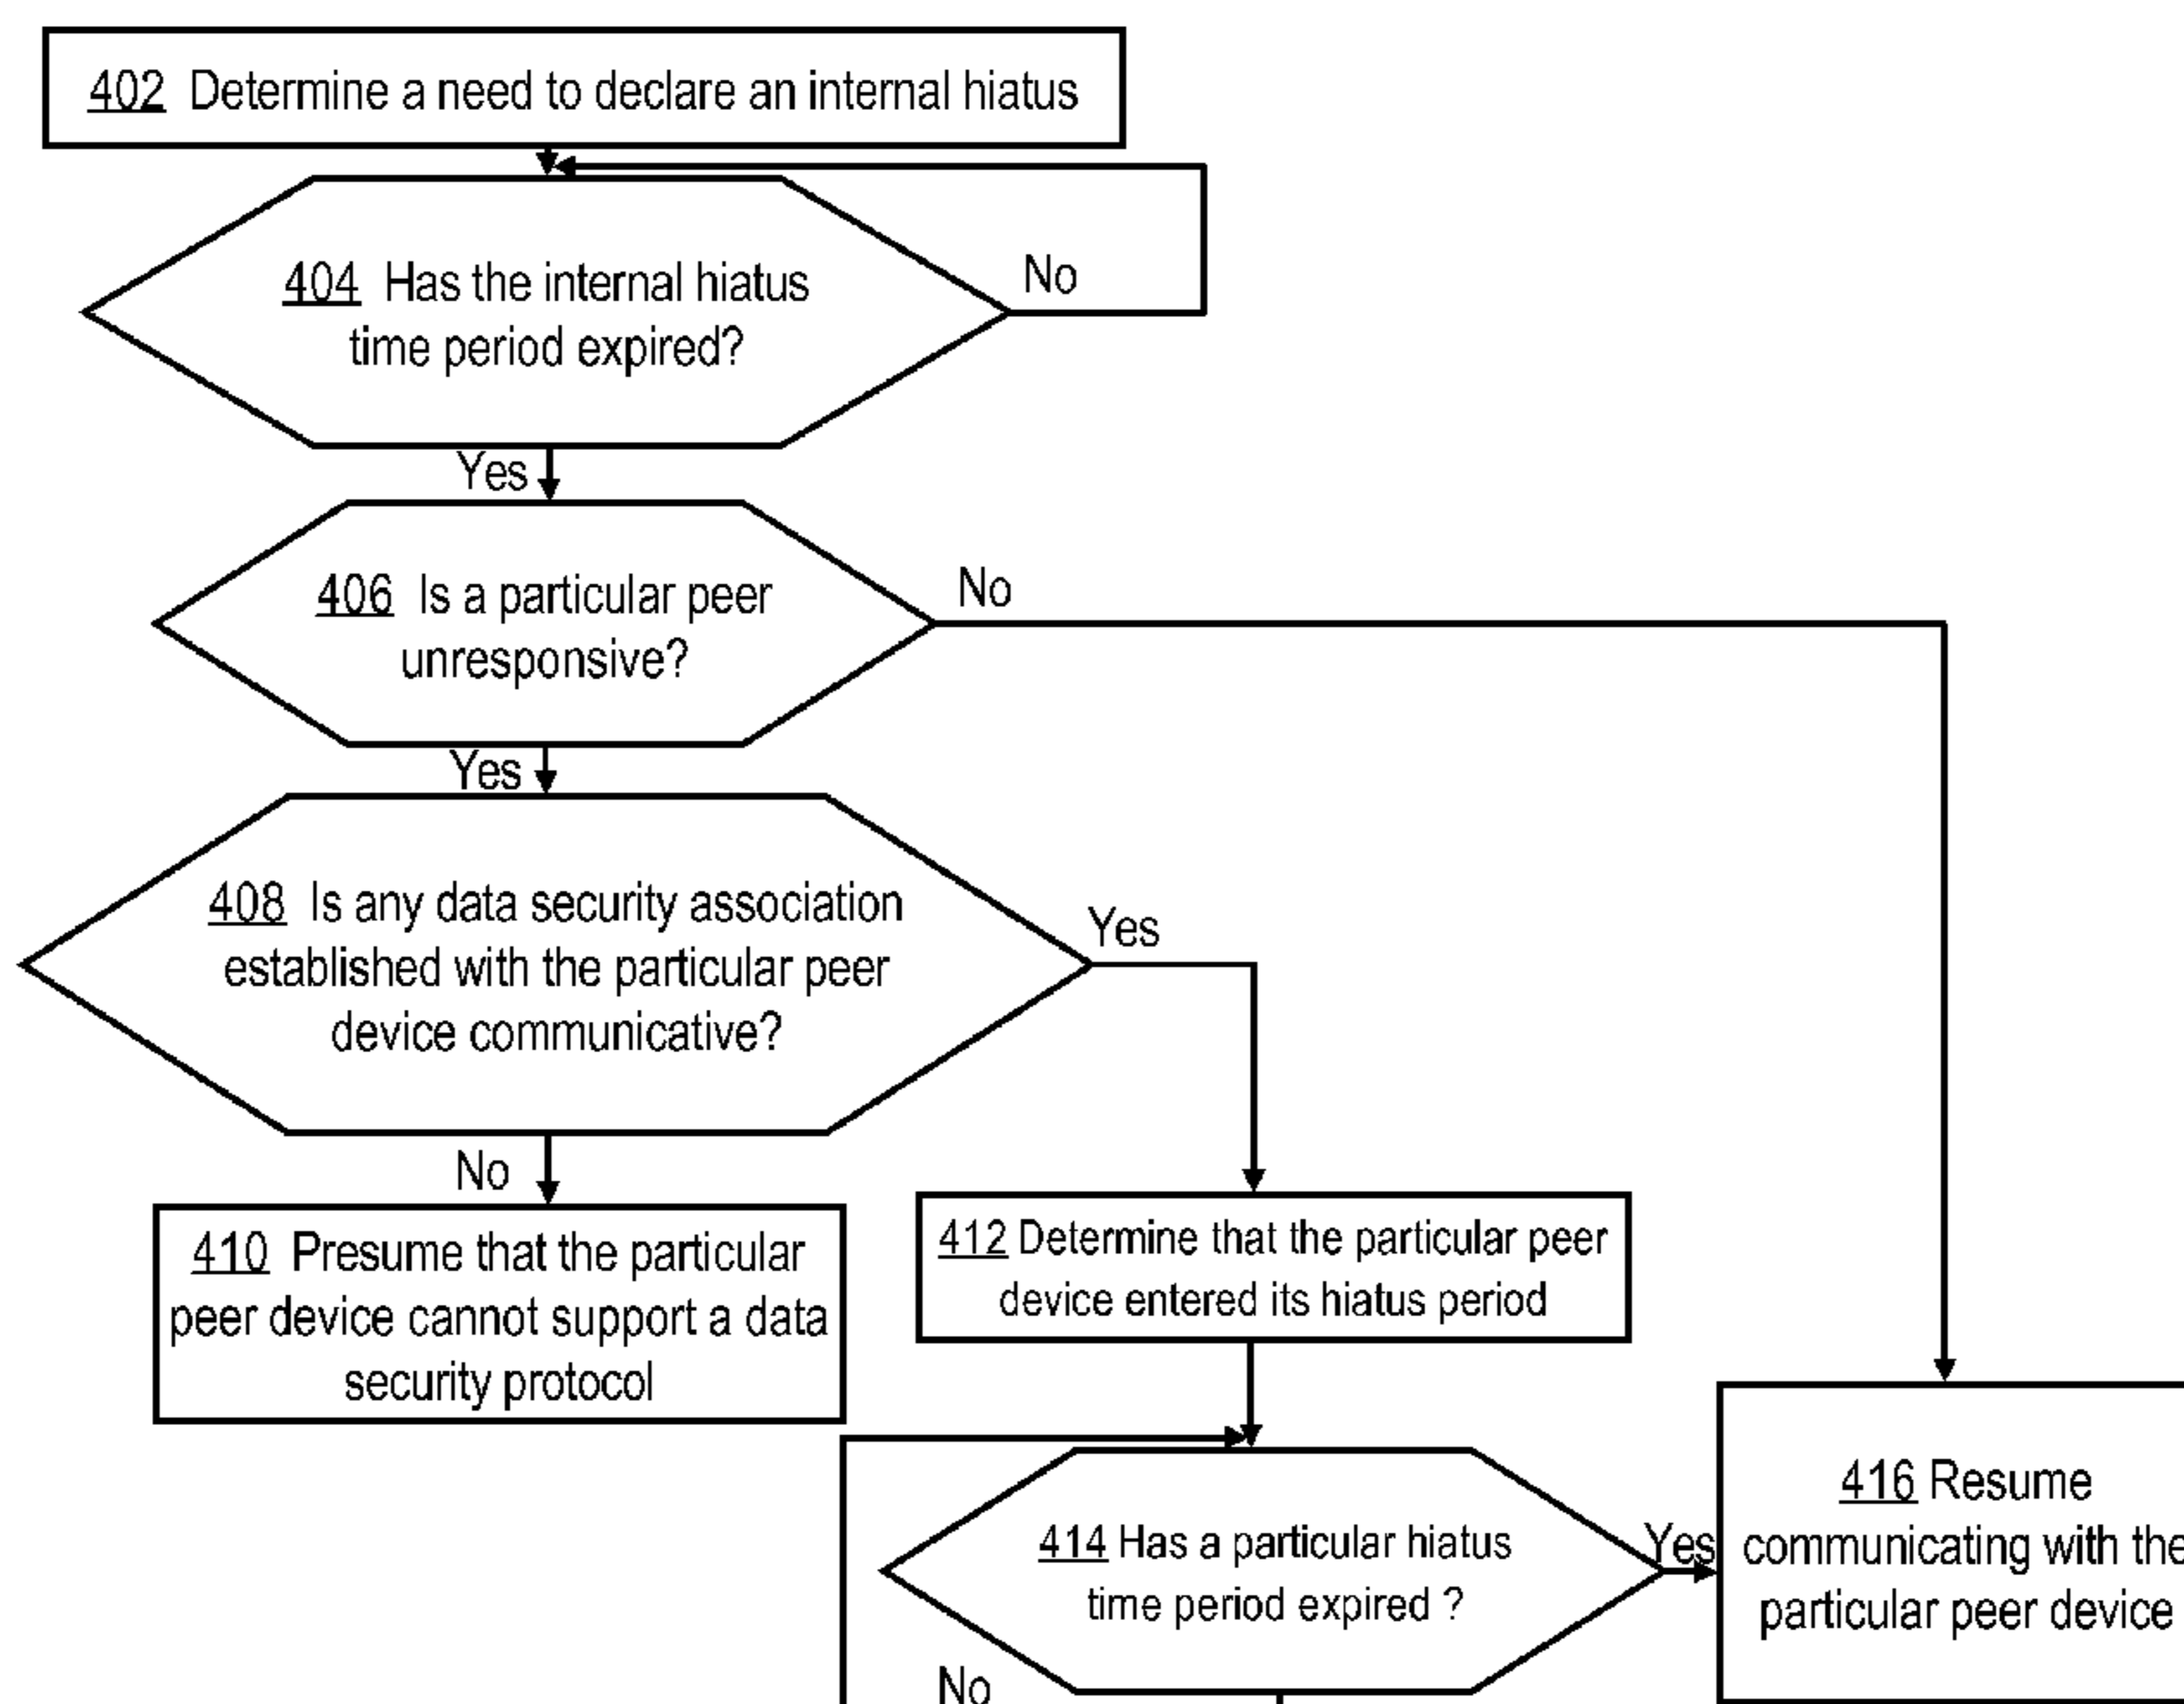 402 Determine a need to declare an internal hiatus
404 Has the internal hiatus
time period expired?
No
Yes
406 Is a particular peer
unresponsive?
No
Yes
408 Is any data security association
established with the particular peer
device communicative?
Yes
No
410 Presume that the particular
peer device cannot support a data
security protocol
412 Determine that the particular peer
device entered its hiatus period
414 Has a particular hiatus
time period expired ?
Yes
No
416 Resume
communicating with the
particular peer device